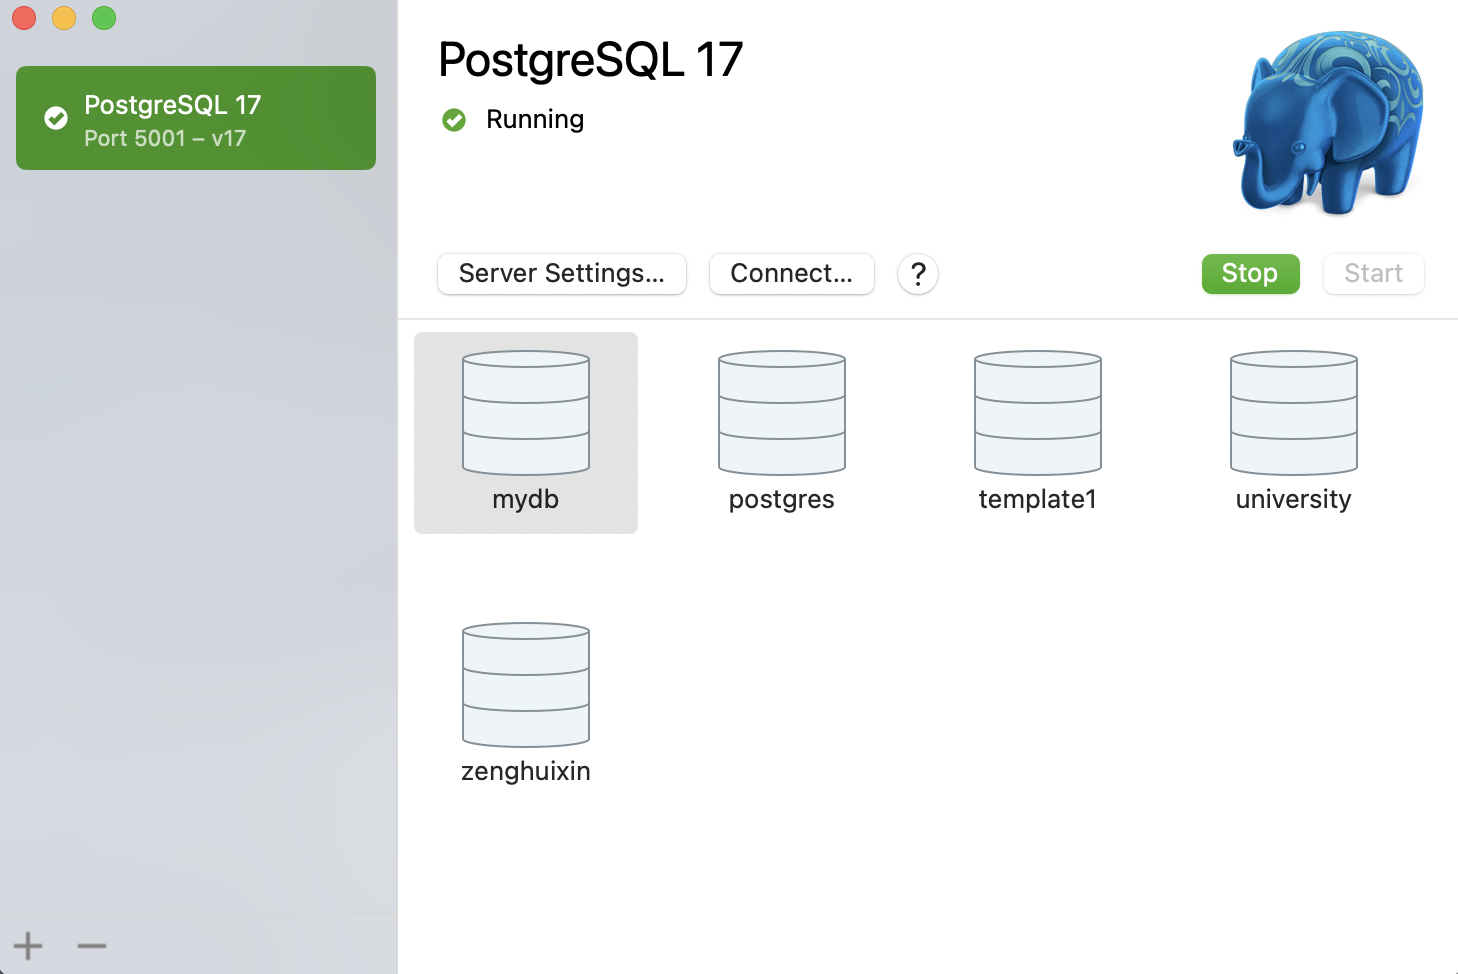 PostgreSQL 17
Port 5001 – v17
PostgreSQL 17
Running
Server Settings...
Connect...
?
Stop
Start
mydb
postgres
template1
university
zenghuixin